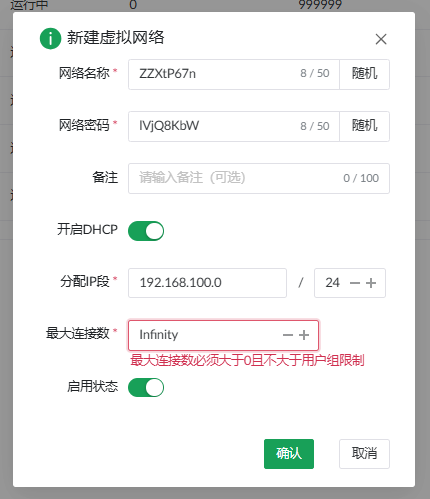 运行中 0 999999
新建虚拟网络
网络名称 * ZZXtP67n 8 / 50 随机
网络密码 * lVjQ8KbW 8 / 50 随机
备注 请输入备注（可选） 0 / 100
开启DHCP
分配IP段 * 192.168.100.0 / 24
最大连接数 * Infinity
最大连接数必须大于0且不大于用户组限制
启用状态
确认 取消